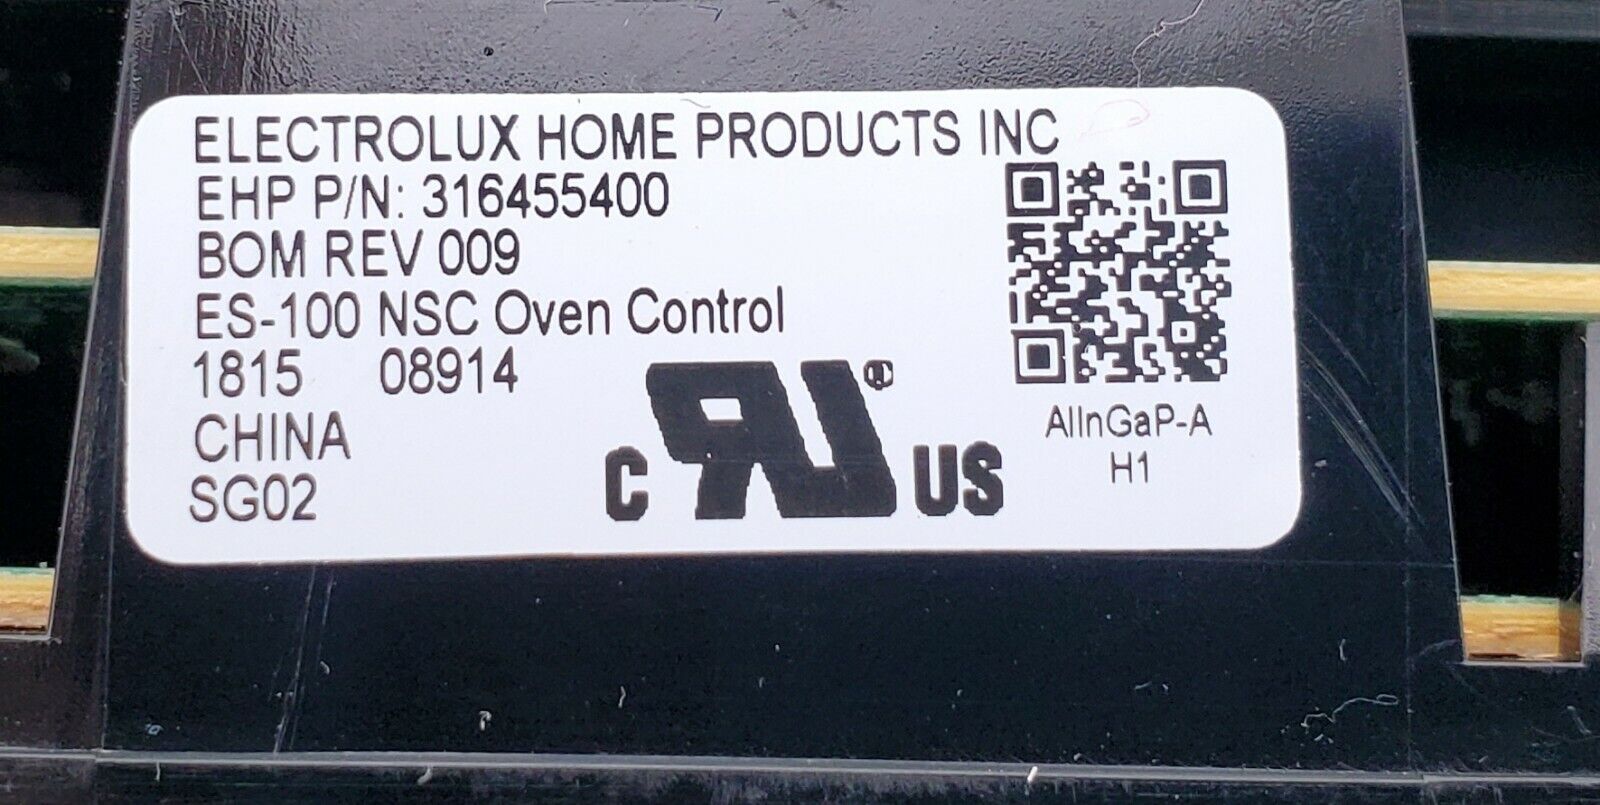 ELECTROLUX HOME PRODUCTS INC
EHP P/N: 316455400
BOM REV 009
ES-100 NSC Oven Control
1815 08914
CHINA
SG02
C RU® US
AlInGaP-A
H1